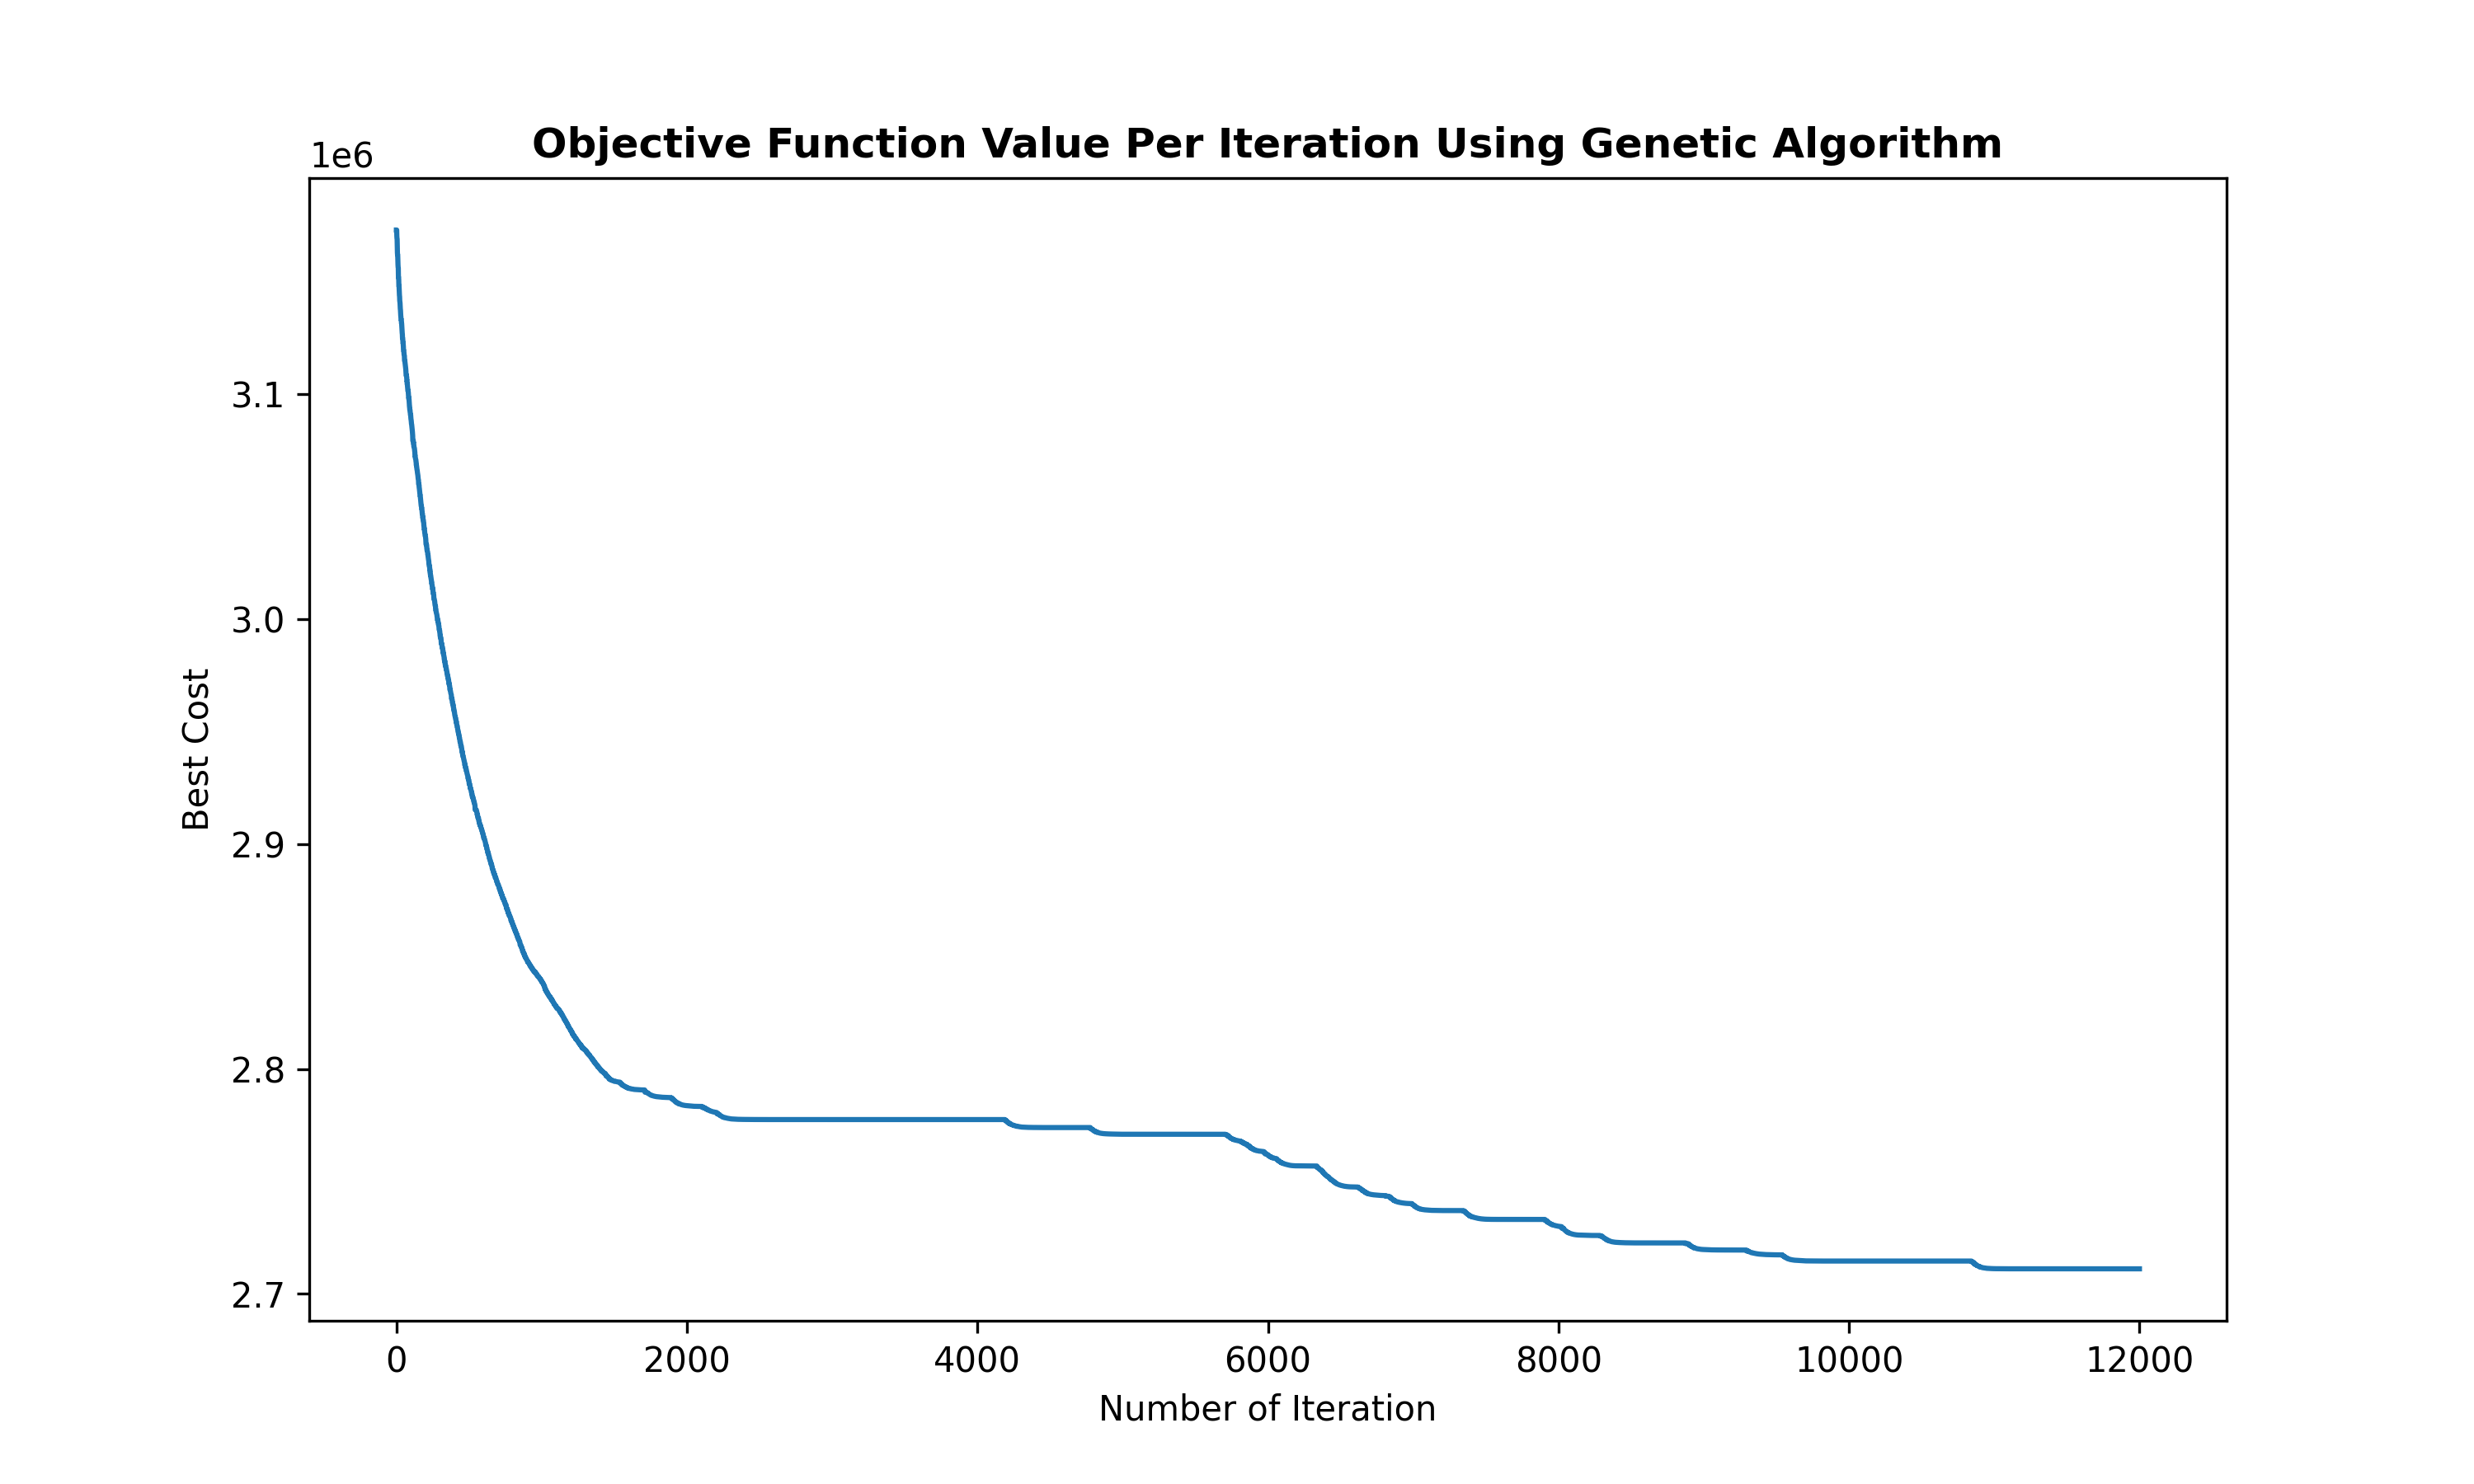 Objective Function Value Per Iteration Using Genetic Algorithm
1e6
3.1
3.0
2.9
2.8
2.7
Best Cost
0 2000 4000 6000 8000 10000 12000
Number of Iteration